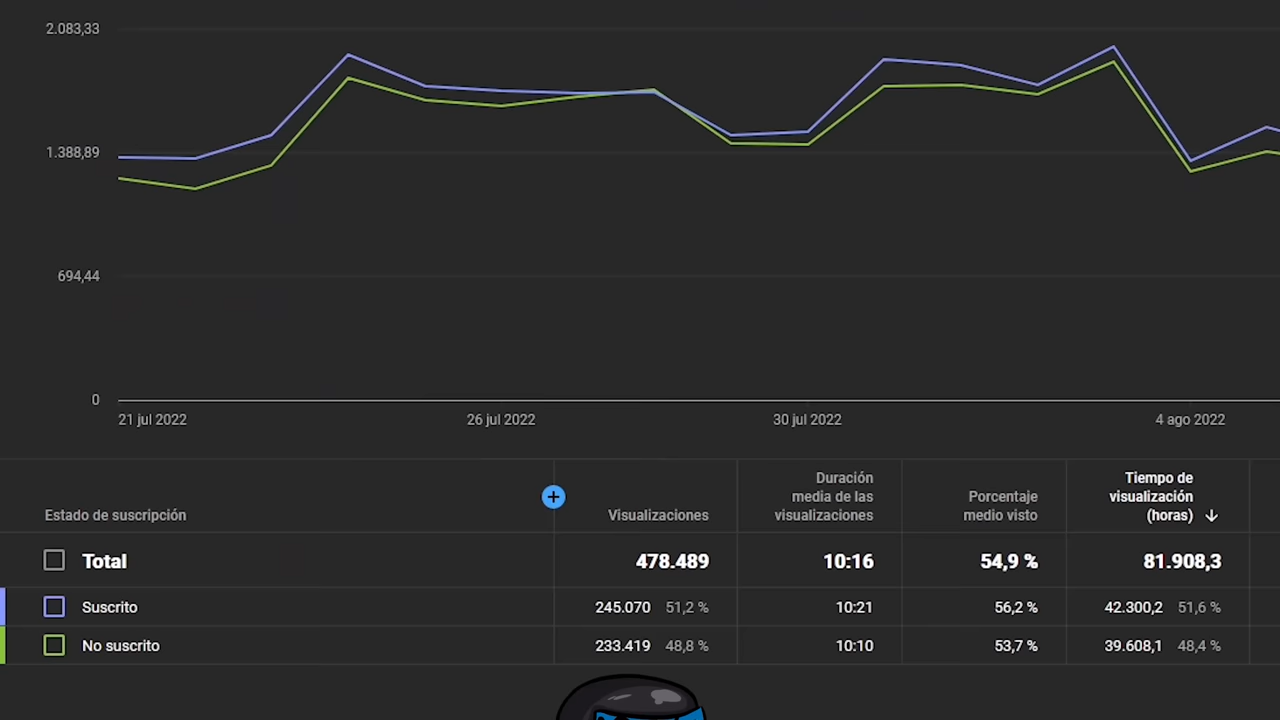 2.083,33
1.388,89
694,44
0
21 jul 2022
26 jul 2022
30 jul 2022
4 ago 2022
Estado de suscripción
Visualizaciones
Duración
media de las
visualizaciones
Porcentaje
medio visto
Tiempo de
visualización
(horas)
Total 478.489 10:16 54,9 % 81.908,3
Suscrito 245.070 51,2 % 10:21 56,2 % 42.300,2 51,6 %
No suscrito 233.419 48,8 % 10:10 53,7 % 39.608,1 48,4 %